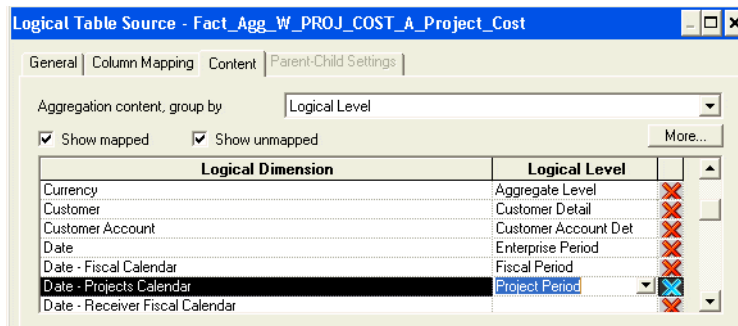 Logical Table Source - Fact_Agg_W_PROJ_COST_A_Project_Cost
General Column Mapping Content Parent-Child Settings
Aggregation content, group by Logical Level
Show mapped Show unmapped More...
Logical Dimension Logical Level
Currency Aggregate Level
Customer Customer Detail
Customer Account Customer Account Det
Date Enterprise Period
Date - Fiscal Calendar Fiscal Period
Date - Projects Calendar Project Period
Date - Receiver Fiscal Calendar